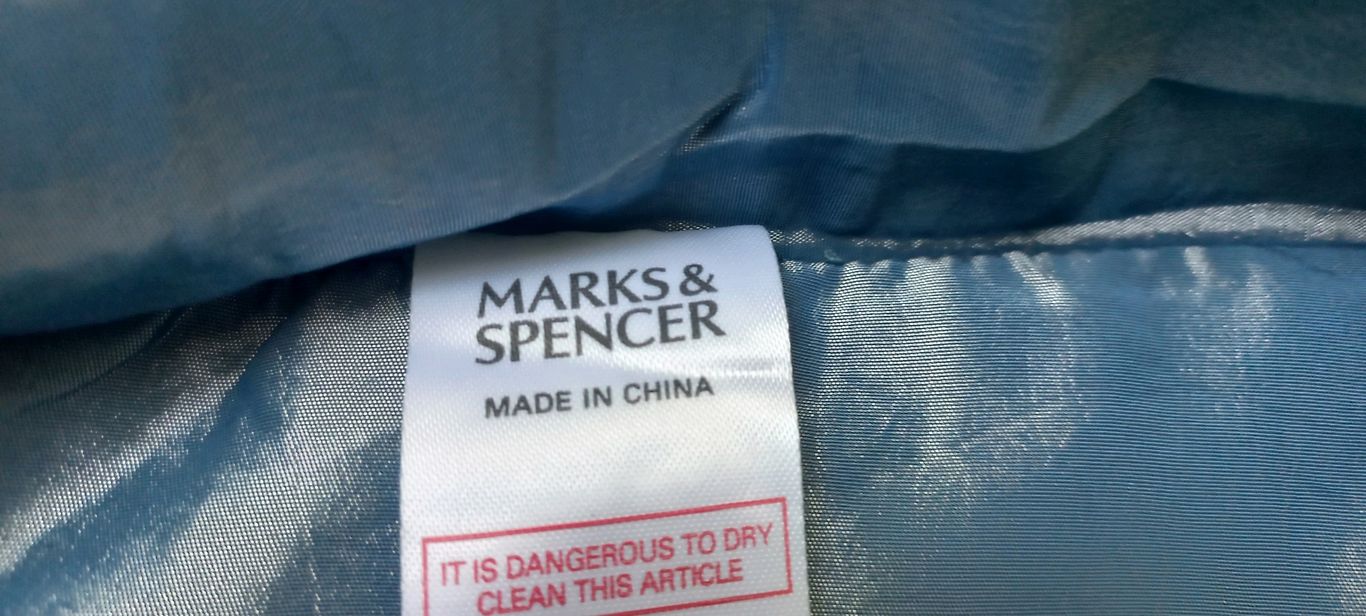 MARKS &
SPENCER
MADE IN CHINA
IT IS DANGEROUS TO DRY
CLEAN THIS ARTICLE